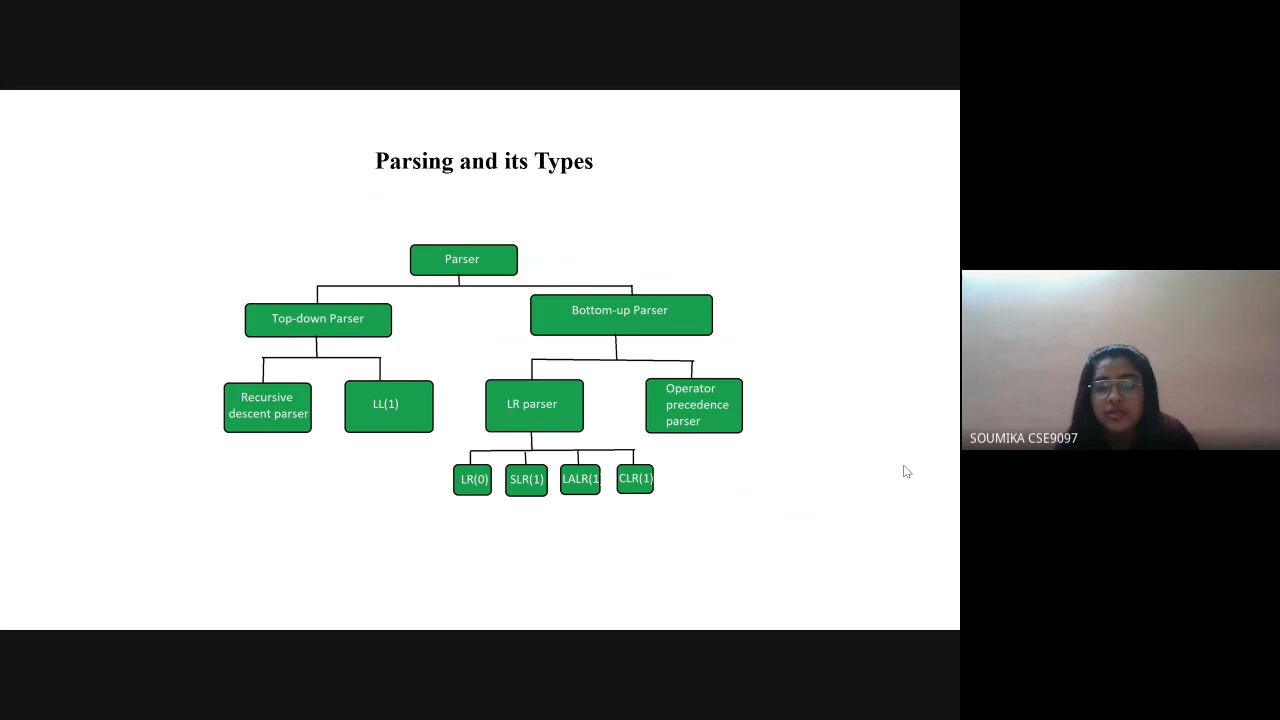 Parsing and its Types
Parser
Top-down Parser
Bottom-up Parser
Recursive
descent parser
LL(1)
LR parser
Operator
precedence
parser
LR(0)
SLR(1)
LALR(1
CLR(1)
SOUMIKA CSE9097